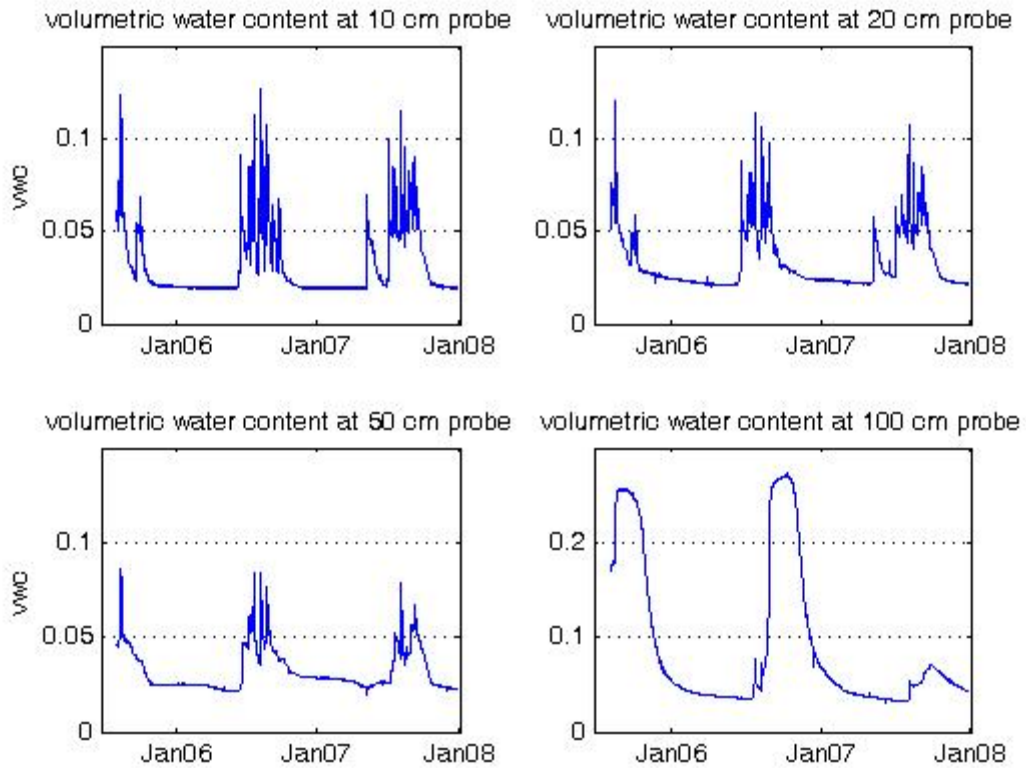 volumetric water content at 10 cm probe
0.1
0.05
0
vwc
Jan06 Jan07 Jan08
volumetric water content at 20 cm probe
0.1
0.05
0
Jan06 Jan07 Jan08
volumetric water content at 50 cm probe
0.1
0.05
0
vwc
Jan06 Jan07 Jan08
volumetric water content at 100 cm probe
0.2
0.1
0
Jan06 Jan07 Jan08